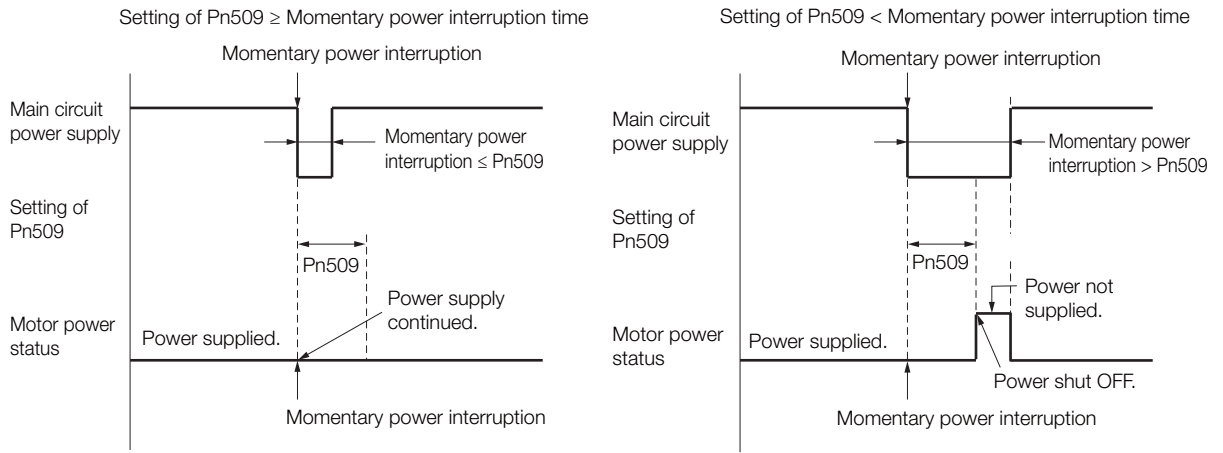 Setting of Pn509 ≥ Momentary power interruption time
Momentary power interruption
Main circuit
power supply
Momentary power
interruption ≤ Pn509
Setting of
Pn509
Pn509
Power supply
continued.
Motor power
status
Power supplied.
Momentary power interruption
Setting of Pn509 < Momentary power interruption time
Momentary power interruption
Main circuit
power supply
Momentary power
interruption > Pn509
Setting of
Pn509
Pn509
Power not
supplied.
Motor power
status
Power supplied.
Power shut OFF.
Momentary power interruption